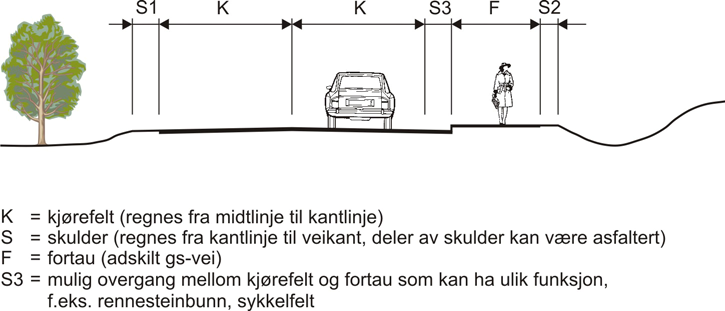 S1 K K S3 F S2
K = kjørefelt (regnes fra midtlinje til kantlinje)
S = skulder (regnes fra kantlinje til veikant, deler av skulder kan være asfaltert)
F = fortau (adskilt gs-vei)
S3 = mulig overgang mellom kjørefelt og fortau som kan ha ulik funksjon,
f.eks. rennesteinbunn, sykkelfelt